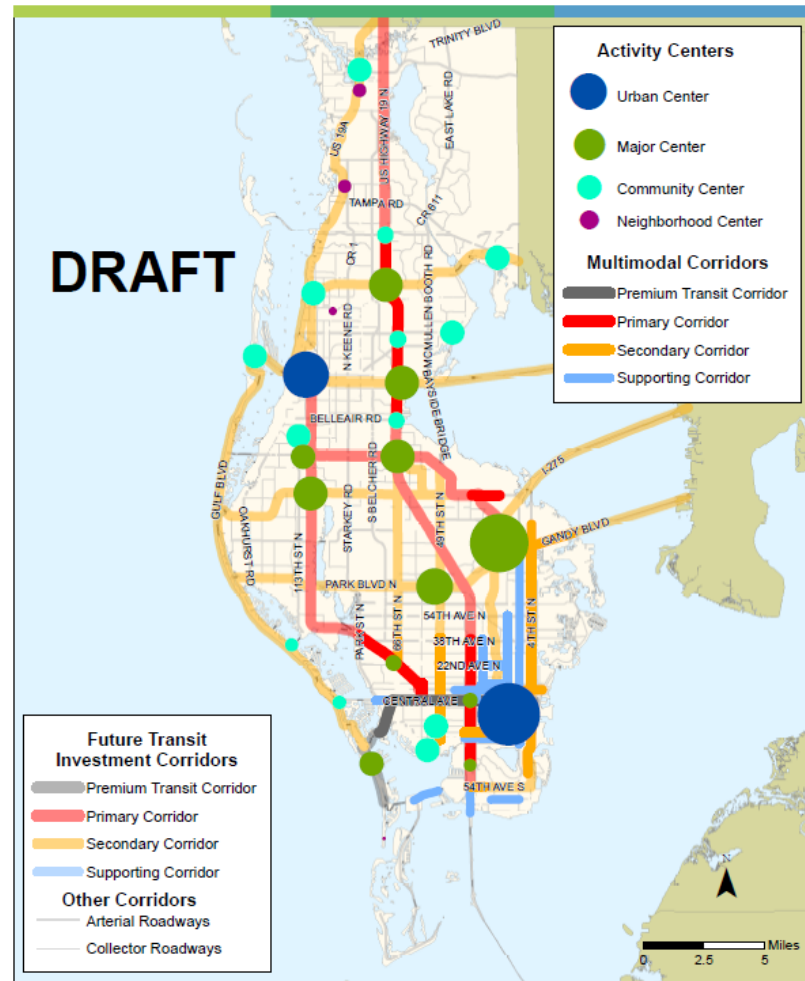 TRINITY BLVD
EAST LAKE RD
US HIGHWAY 19 N
US 19A
TAMPA RD
CR 611
CR 1
DRAFT
N KEENE RD
MCMULLEN BOOTH RD
BAYSIDE BRIDGE
BELLEAIR RD
GULF BLVD
OAKHURST RD
113TH ST N
STARKEY RD
S BELCHER RD
49TH ST N
I-275
GANDY BLVD
PARK BLVD N
PARK ST N
66TH ST N
54TH AVE N
38TH AVE N
22ND AVE N
4TH ST N
CENTRAL AVE
54TH AVE S
Activity Centers
Urban Center
Major Center
Community Center
Neighborhood Center
Multimodal Corridors
Premium Transit Corridor
Primary Corridor
Secondary Corridor
Supporting Corridor
Future Transit
Investment Corridors
Premium Transit Corridor
Primary Corridor
Secondary Corridor
Supporting Corridor
Other Corridors
Arterial Roadways
Collector Roadways
N
Miles
0 2.5 5